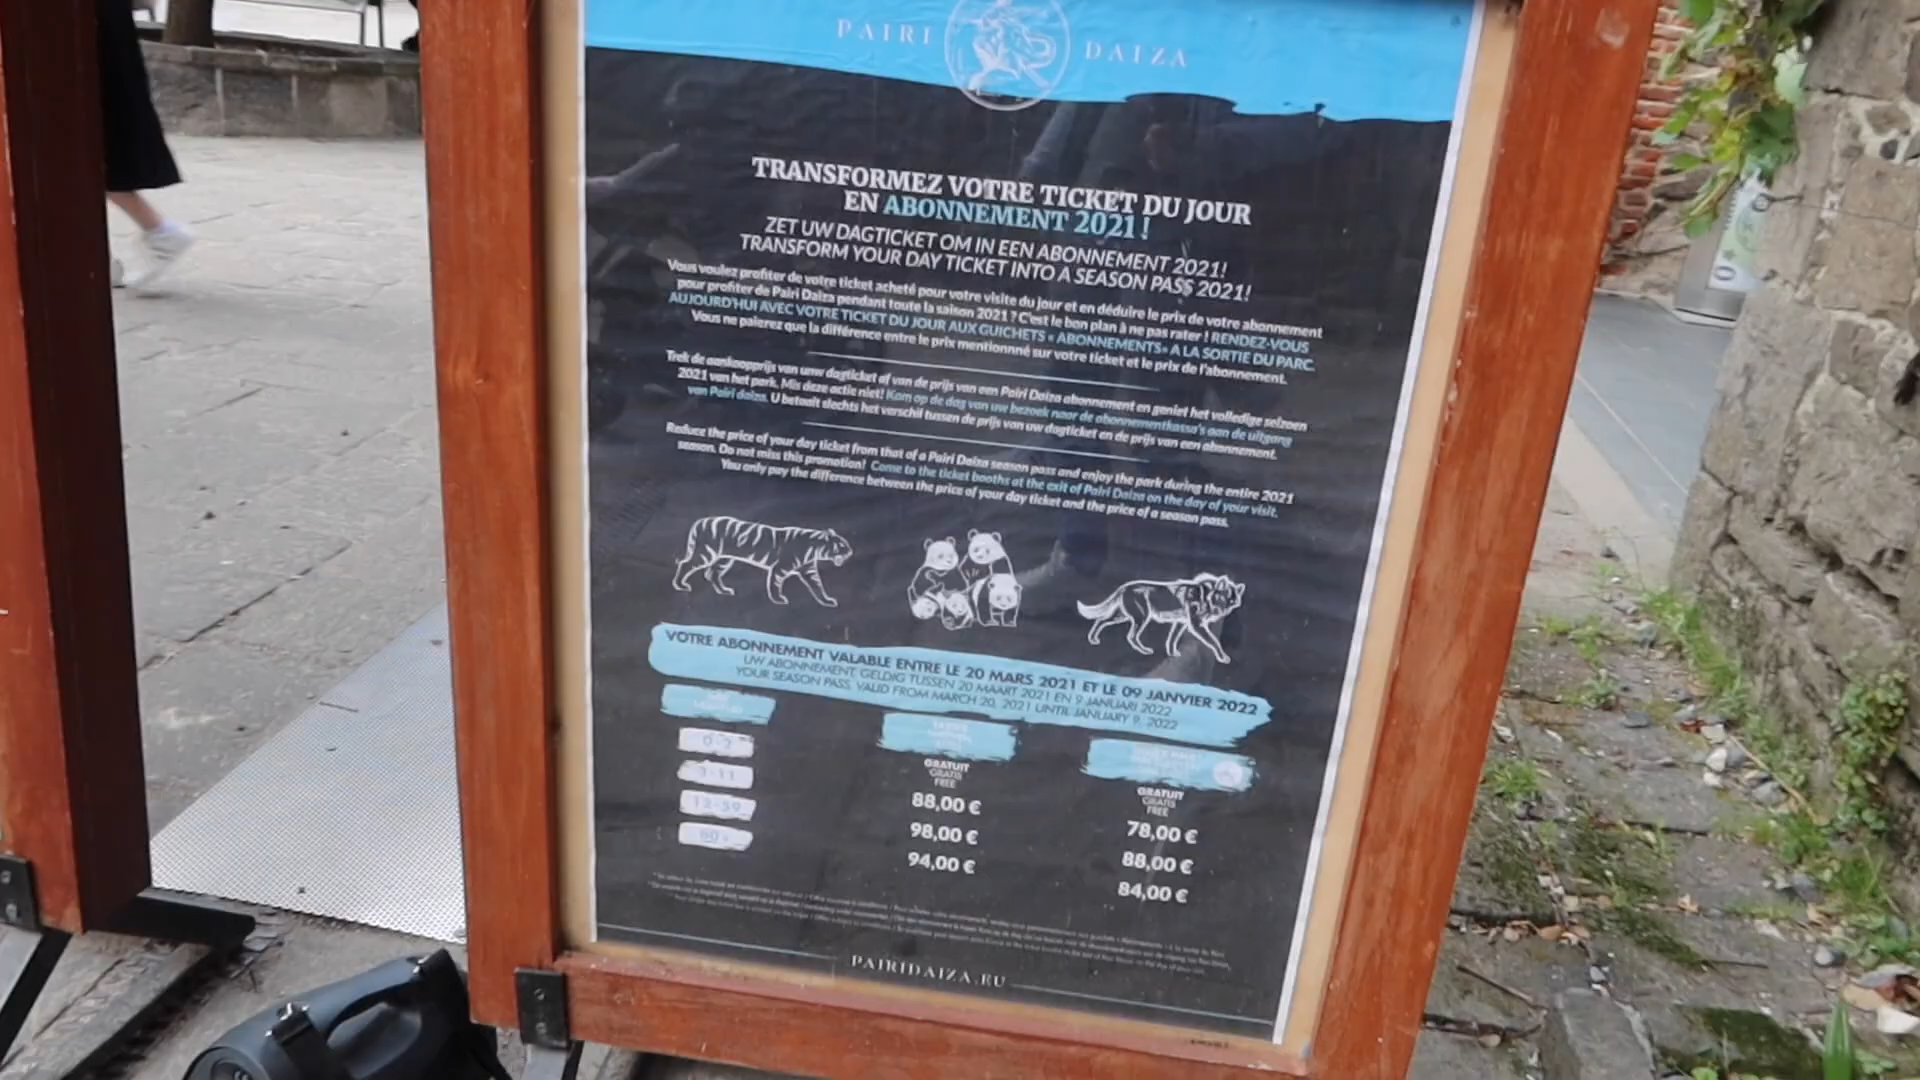 PAIRI DAIZA
TRANSFORMEZ VOTRE TICKET DU JOUR
EN ABONNEMENT 2021 !
ZET UW DAGTICKET OM IN EEN ABONNEMENT 2021!
TRANSFORM YOUR DAY TICKET INTO A SEASON PASS 2021!
Vous voulez profiter de votre ticket acheté pour votre visite du jour et en déduire le prix de votre abonnement
pour profiter de Pairi Daiza pendant toute la saison 2021 ? C'est le bon plan à ne pas rater ! RENDEZ-VOUS
AUJOURD'HUI AVEC VOTRE TICKET DU JOUR AUX GUICHETS « ABONNEMENTS» A LA SORTIE DU PARC.
Vous ne paierez que la différence entre le prix mentionnné sur votre ticket et le prix de l'abonnement.
Trek de aankoopprijs van uw dagticket af van de prijs van een Pairi Daiza abonnement en geniet het volledige seizoen
2021 van het park. Mis deze actie niet! Kom op de dag van uw bezoek naar de abonnementkassa's aan de uitgang
van Pairi daiza. U betaalt slechts het verschil tussen de prijs van uw dagticket en de prijs van een abonnement.
Reduce the price of your day ticket from that of a Pairi Daiza season pass and enjoy the park during the entire 2021
season. Do not miss this promotion! Come to the ticket booths at the exit of Pairi Daiza on the day of your visit.
You only pay the difference between the price of your day ticket and the price of a season pass.
VOTRE ABONNEMENT VALABLE ENTRE LE 20 MARS 2021 ET LE 09 JANVIER 2022
UW ABONNEMENT, GELDIG TUSSEN 20 MAART 2021 EN 9 JANUARI 2022
YOUR SEASON PASS, VALID FROM MARCH 20, 2021 UNTIL JANUARY 9, 2022
0-2 GRATUIT GRATUIT
GRATIS GRATIS
FREE FREE
3-11 88,00 € 78,00 €
12-59 98,00 € 88,00 €
60+ 94,00 € 84,00 €
PAIRIDAIZA.EU